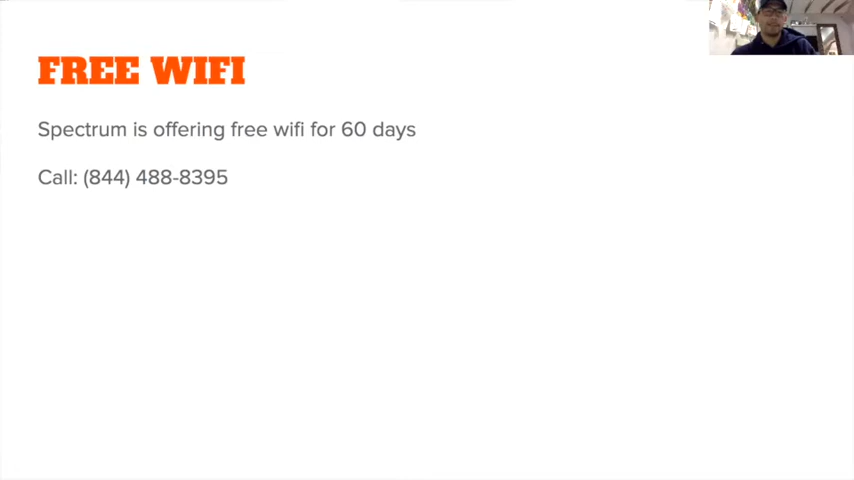 FREE WIFI
Spectrum is offering free wifi for 60 days
Call: (844) 488-8395